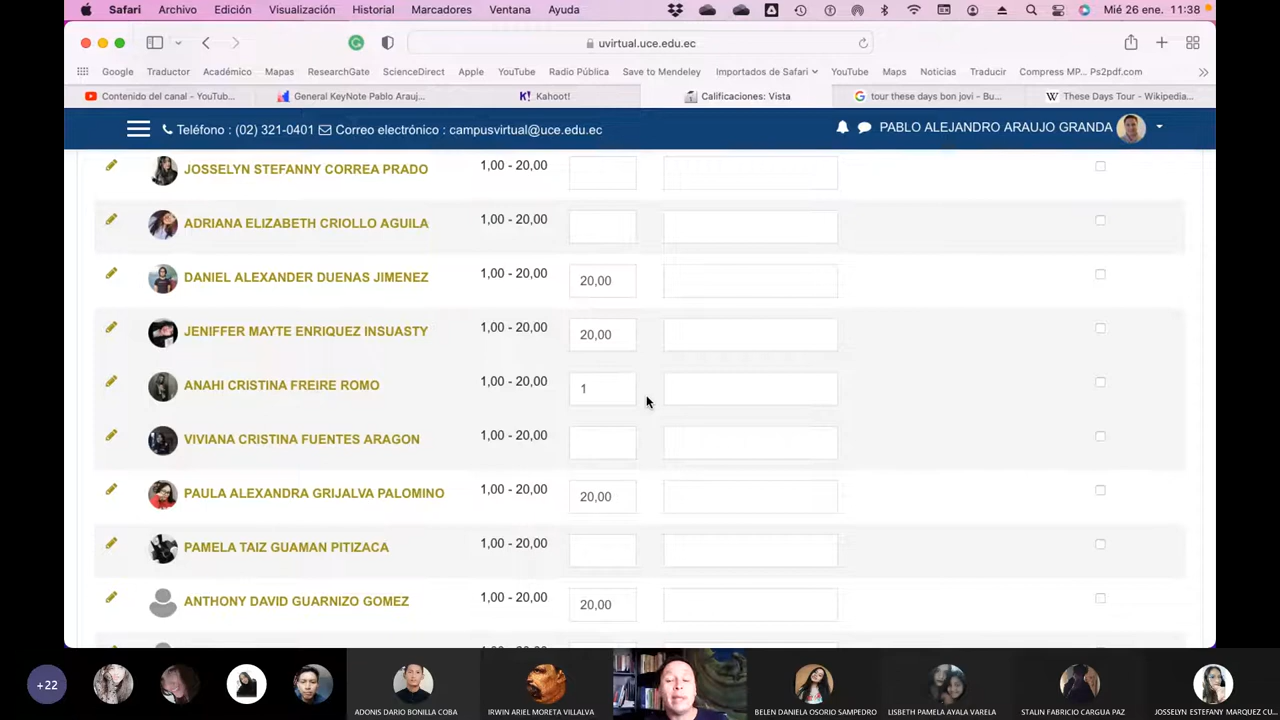 Safari Archivo Edición Visualización Historial Marcadores Ventana Ayuda Mié 26 ene. 11:38
uvirtual.uce.edu.ec
Google Traductor Académico Mapas ResearchGate ScienceDirect Apple YouTube Radio Pública Save to Mendeley Importados de Safari YouTube Maps Noticias Traducir Compress MP... Ps2pdf.com
Contenido del canal - YouTub... General KeyNote Pablo Arauj... Kahoot! Calificaciones: Vista tour these days bon jovi - Bu... W These Days Tour - Wikipedia...
Teléfono : (02) 321-0401 Correo electrónico : campusvirtual@uce.edu.ec PABLO ALEJANDRO ARAUJO GRANDA
JOSSELYN STEFANNY CORREA PRADO 1,00 - 20,00
ADRIANA ELIZABETH CRIOLLO AGUILA 1,00 - 20,00
DANIEL ALEXANDER DUENAS JIMENEZ 1,00 - 20,00 20,00
JENIFFER MAYTE ENRIQUEZ INSUASTY 1,00 - 20,00 20,00
ANAHI CRISTINA FREIRE ROMO 1,00 - 20,00 1
VIVIANA CRISTINA FUENTES ARAGON 1,00 - 20,00
PAULA ALEXANDRA GRIJALVA PALOMINO 1,00 - 20,00 20,00
PAMELA TAIZ GUAMAN PITIZACA 1,00 - 20,00
ANTHONY DAVID GUARNIZO GOMEZ 1,00 - 20,00 20,00
+22
ADONIS DARIO BONILLA COBA IRWIN ARIEL MORETA VILLALVA BELEN DANIELA OSORIO SAMPEDRO LISBETH PAMELA AYALA VARELA STALIN FABRICIO CARGUA PAZ JOSSELYN ESTEFANY MARQUEZ CU...